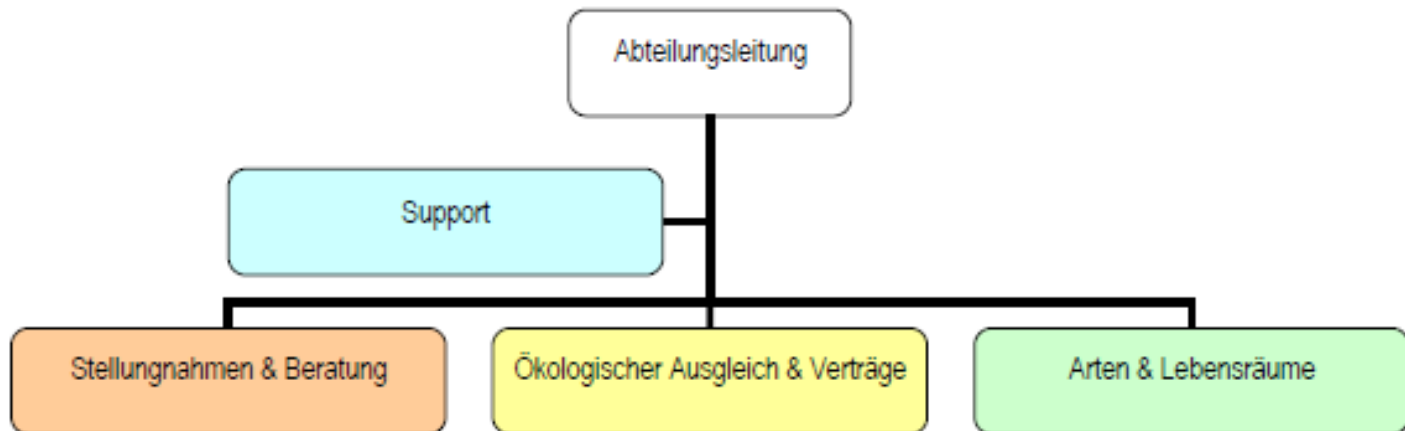 Abteilungsleitung
Support
Stellungnahmen & Beratung
Ökologischer Ausgleich & Verträge
Arten & Lebensräume